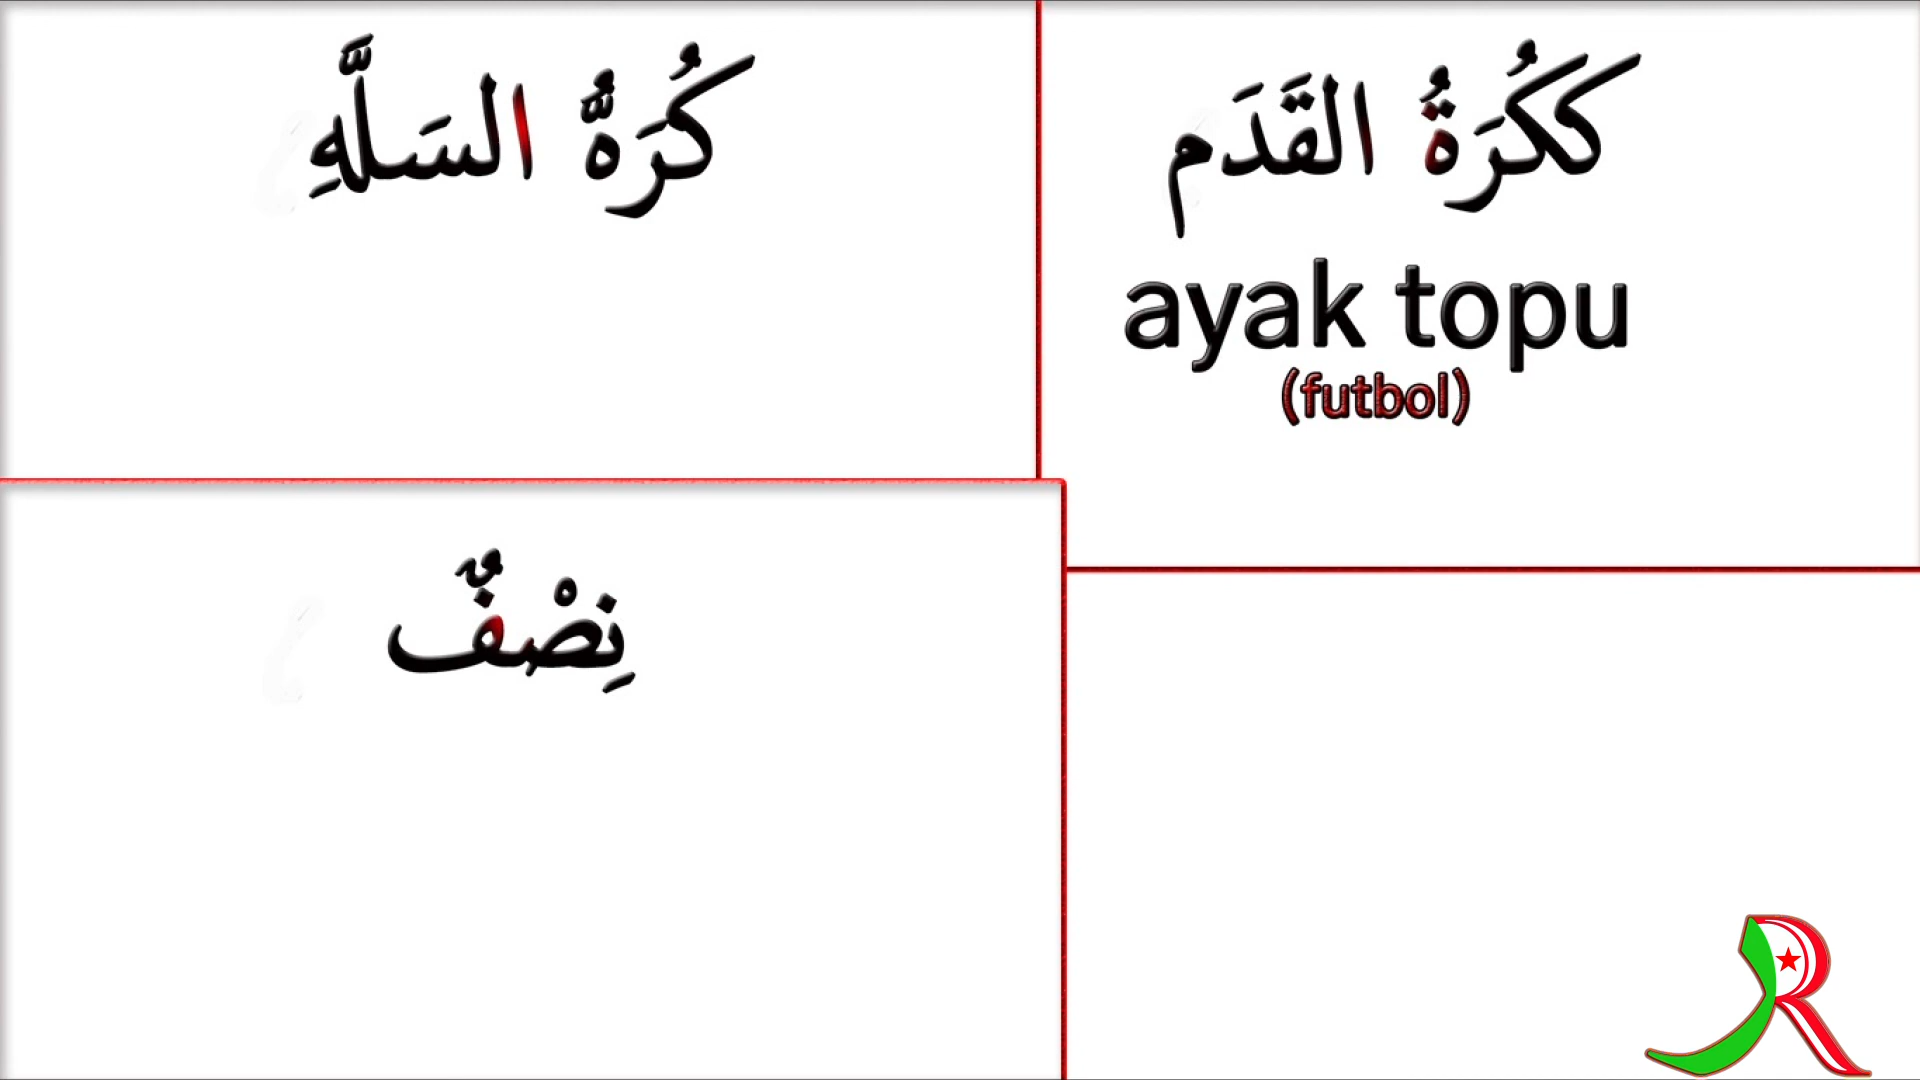 كَكُرَةُ القَدَم
ayak topu
(futbol)
كُرَهُّ السَلَّهِ
نِصْفٌ